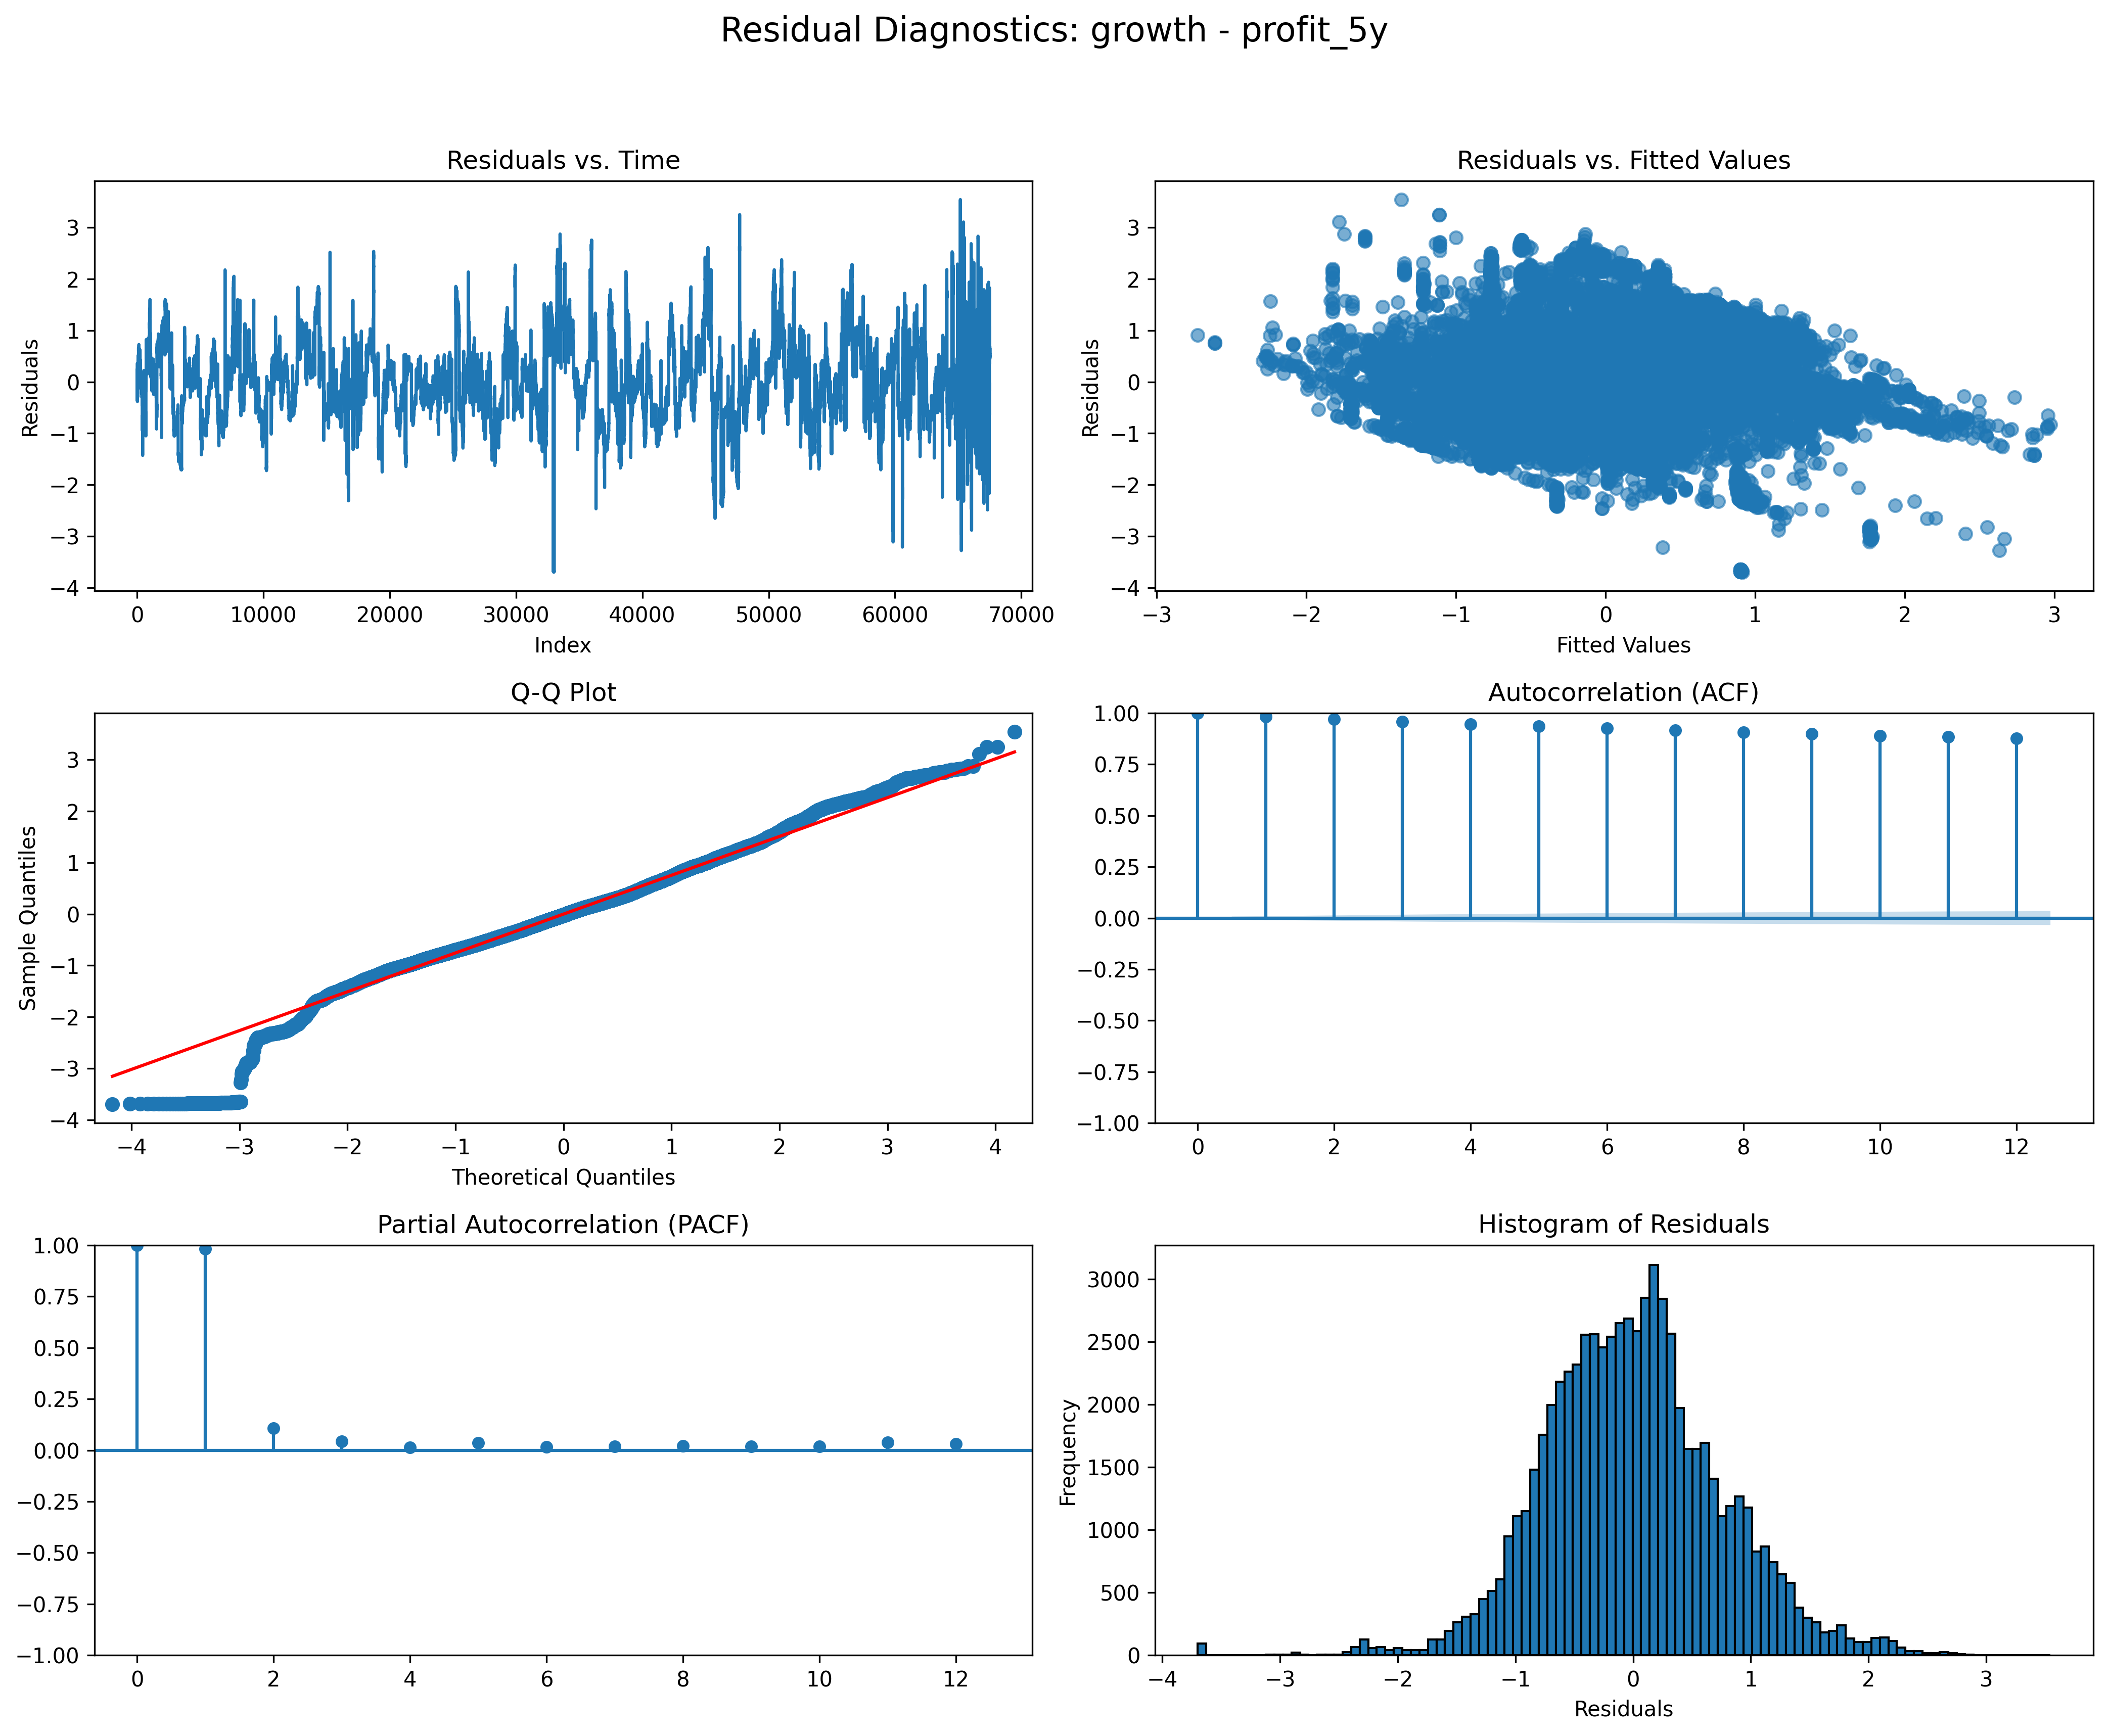 Residual Diagnostics: growth - profit_5y
Residuals vs. Time
Residuals
3
2
1
0
−1
−2
−3
−4
0 10000 20000 30000 40000 50000 60000 70000
Index
Residuals vs. Fitted Values
Residuals
3
2
1
0
−1
−2
−3
−4
−3 −2 −1 0 1 2 3
Fitted Values
Q-Q Plot
Sample Quantiles
3
2
1
0
−1
−2
−3
−4
−4 −3 −2 −1 0 1 2 3 4
Theoretical Quantiles
Autocorrelation (ACF)
1.00
0.75
0.50
0.25
0.00
−0.25
−0.50
−0.75
−1.00
0 2 4 6 8 10 12
Partial Autocorrelation (PACF)
1.00
0.75
0.50
0.25
0.00
−0.25
−0.50
−0.75
−1.00
0 2 4 6 8 10 12
Histogram of Residuals
Frequency
3000
2500
2000
1500
1000
500
0
−4 −3 −2 −1 0 1 2 3
Residuals